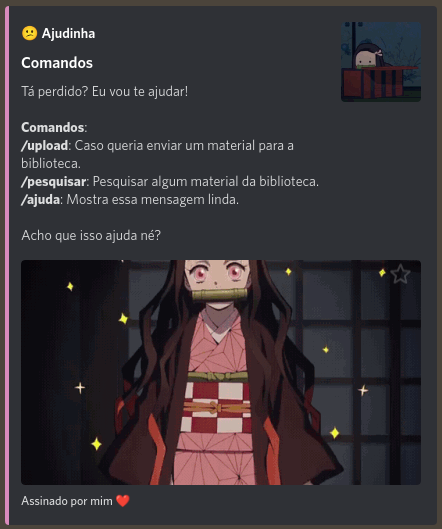 😕 Ajudinha
Comandos
Tá perdido? Eu vou te ajudar!
Comandos:
/upload: Caso queria enviar um material para a
biblioteca.
/pesquisar: Pesquisar algum material da biblioteca.
/ajuda: Mostra essa mensagem linda.
Acho que isso ajuda né?
Assinado por mim ❤️